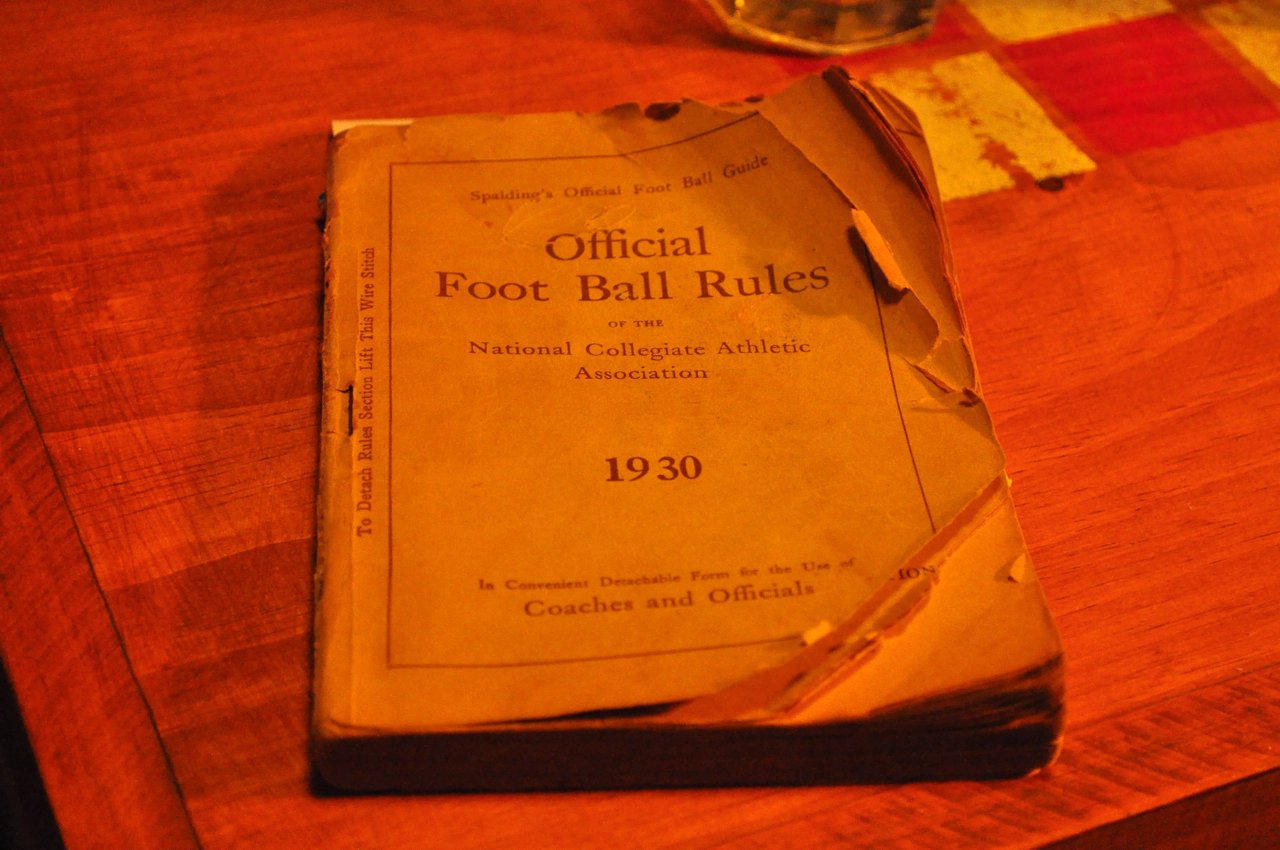 Spalding's Official Foot Ball Guide
Official
Foot Ball Rules
OF THE
National Collegiate Athletic
Association
1930
In Convenient Detachable Form for the Use of
Coaches and Officials
To Detach Rules Section Lift This Wire Stitch